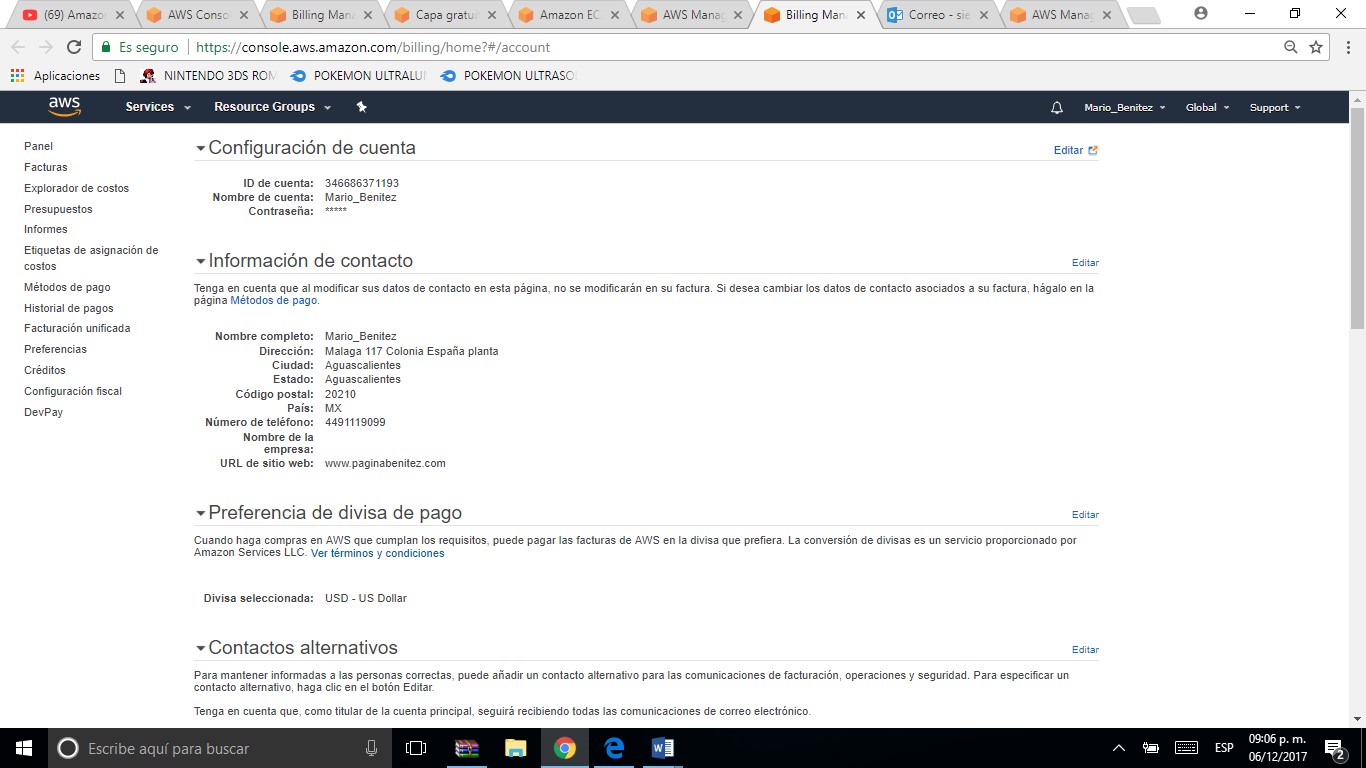 (69) Amazo
AWS Conso
Billing Mana
Capa gratui
Amazon EC
AWS Manag
Billing Mana
Correo - sie
AWS Manag
Es seguro
https://console.aws.amazon.com/billing/home?#/account
Aplicaciones
NINTENDO 3DS ROM
POKEMON ULTRALU
POKEMON ULTRASO
aws
Services
Resource Groups
Mario_Benitez
Global
Support
Panel
Facturas
Explorador de costos
Presupuestos
Informes
Etiquetas de asignación de
costos
Métodos de pago
Historial de pagos
Facturación unificada
Preferencias
Créditos
Configuración fiscal
DevPay
Configuración de cuenta
Editar
ID de cuenta: 346686371193
Nombre de cuenta: Mario_Benitez
Contraseña: *****
Información de contacto
Editar
Tenga en cuenta que al modificar sus datos de contacto en esta página, no se modificarán en su factura. Si desea cambiar los datos de contacto asociados a su factura, hágalo en la
página Métodos de pago.
Nombre completo: Mario_Benitez
Dirección: Malaga 117 Colonia España planta
Ciudad: Aguascalientes
Estado: Aguascalientes
Código postal: 20210
País: MX
Número de teléfono: 4491119099
Nombre de la
empresa:
URL de sitio web: www.paginabenitez.com
Preferencia de divisa de pago
Editar
Cuando haga compras en AWS que cumplan los requisitos, puede pagar las facturas de AWS en la divisa que prefiera. La conversión de divisas es un servicio proporcionado por
Amazon Services LLC. Ver términos y condiciones
Divisa seleccionada: USD - US Dollar
Contactos alternativos
Editar
Para mantener informadas a las personas correctas, puede añadir un contacto alternativo para las comunicaciones de facturación, operaciones y seguridad. Para especificar un
contacto alternativo, haga clic en el botón Editar.
Tenga en cuenta que, como titular de la cuenta principal, seguirá recibiendo todas las comunicaciones de correo electrónico.
Escribe aquí para buscar
ESP
09:06 p. m.
06/12/2017
2